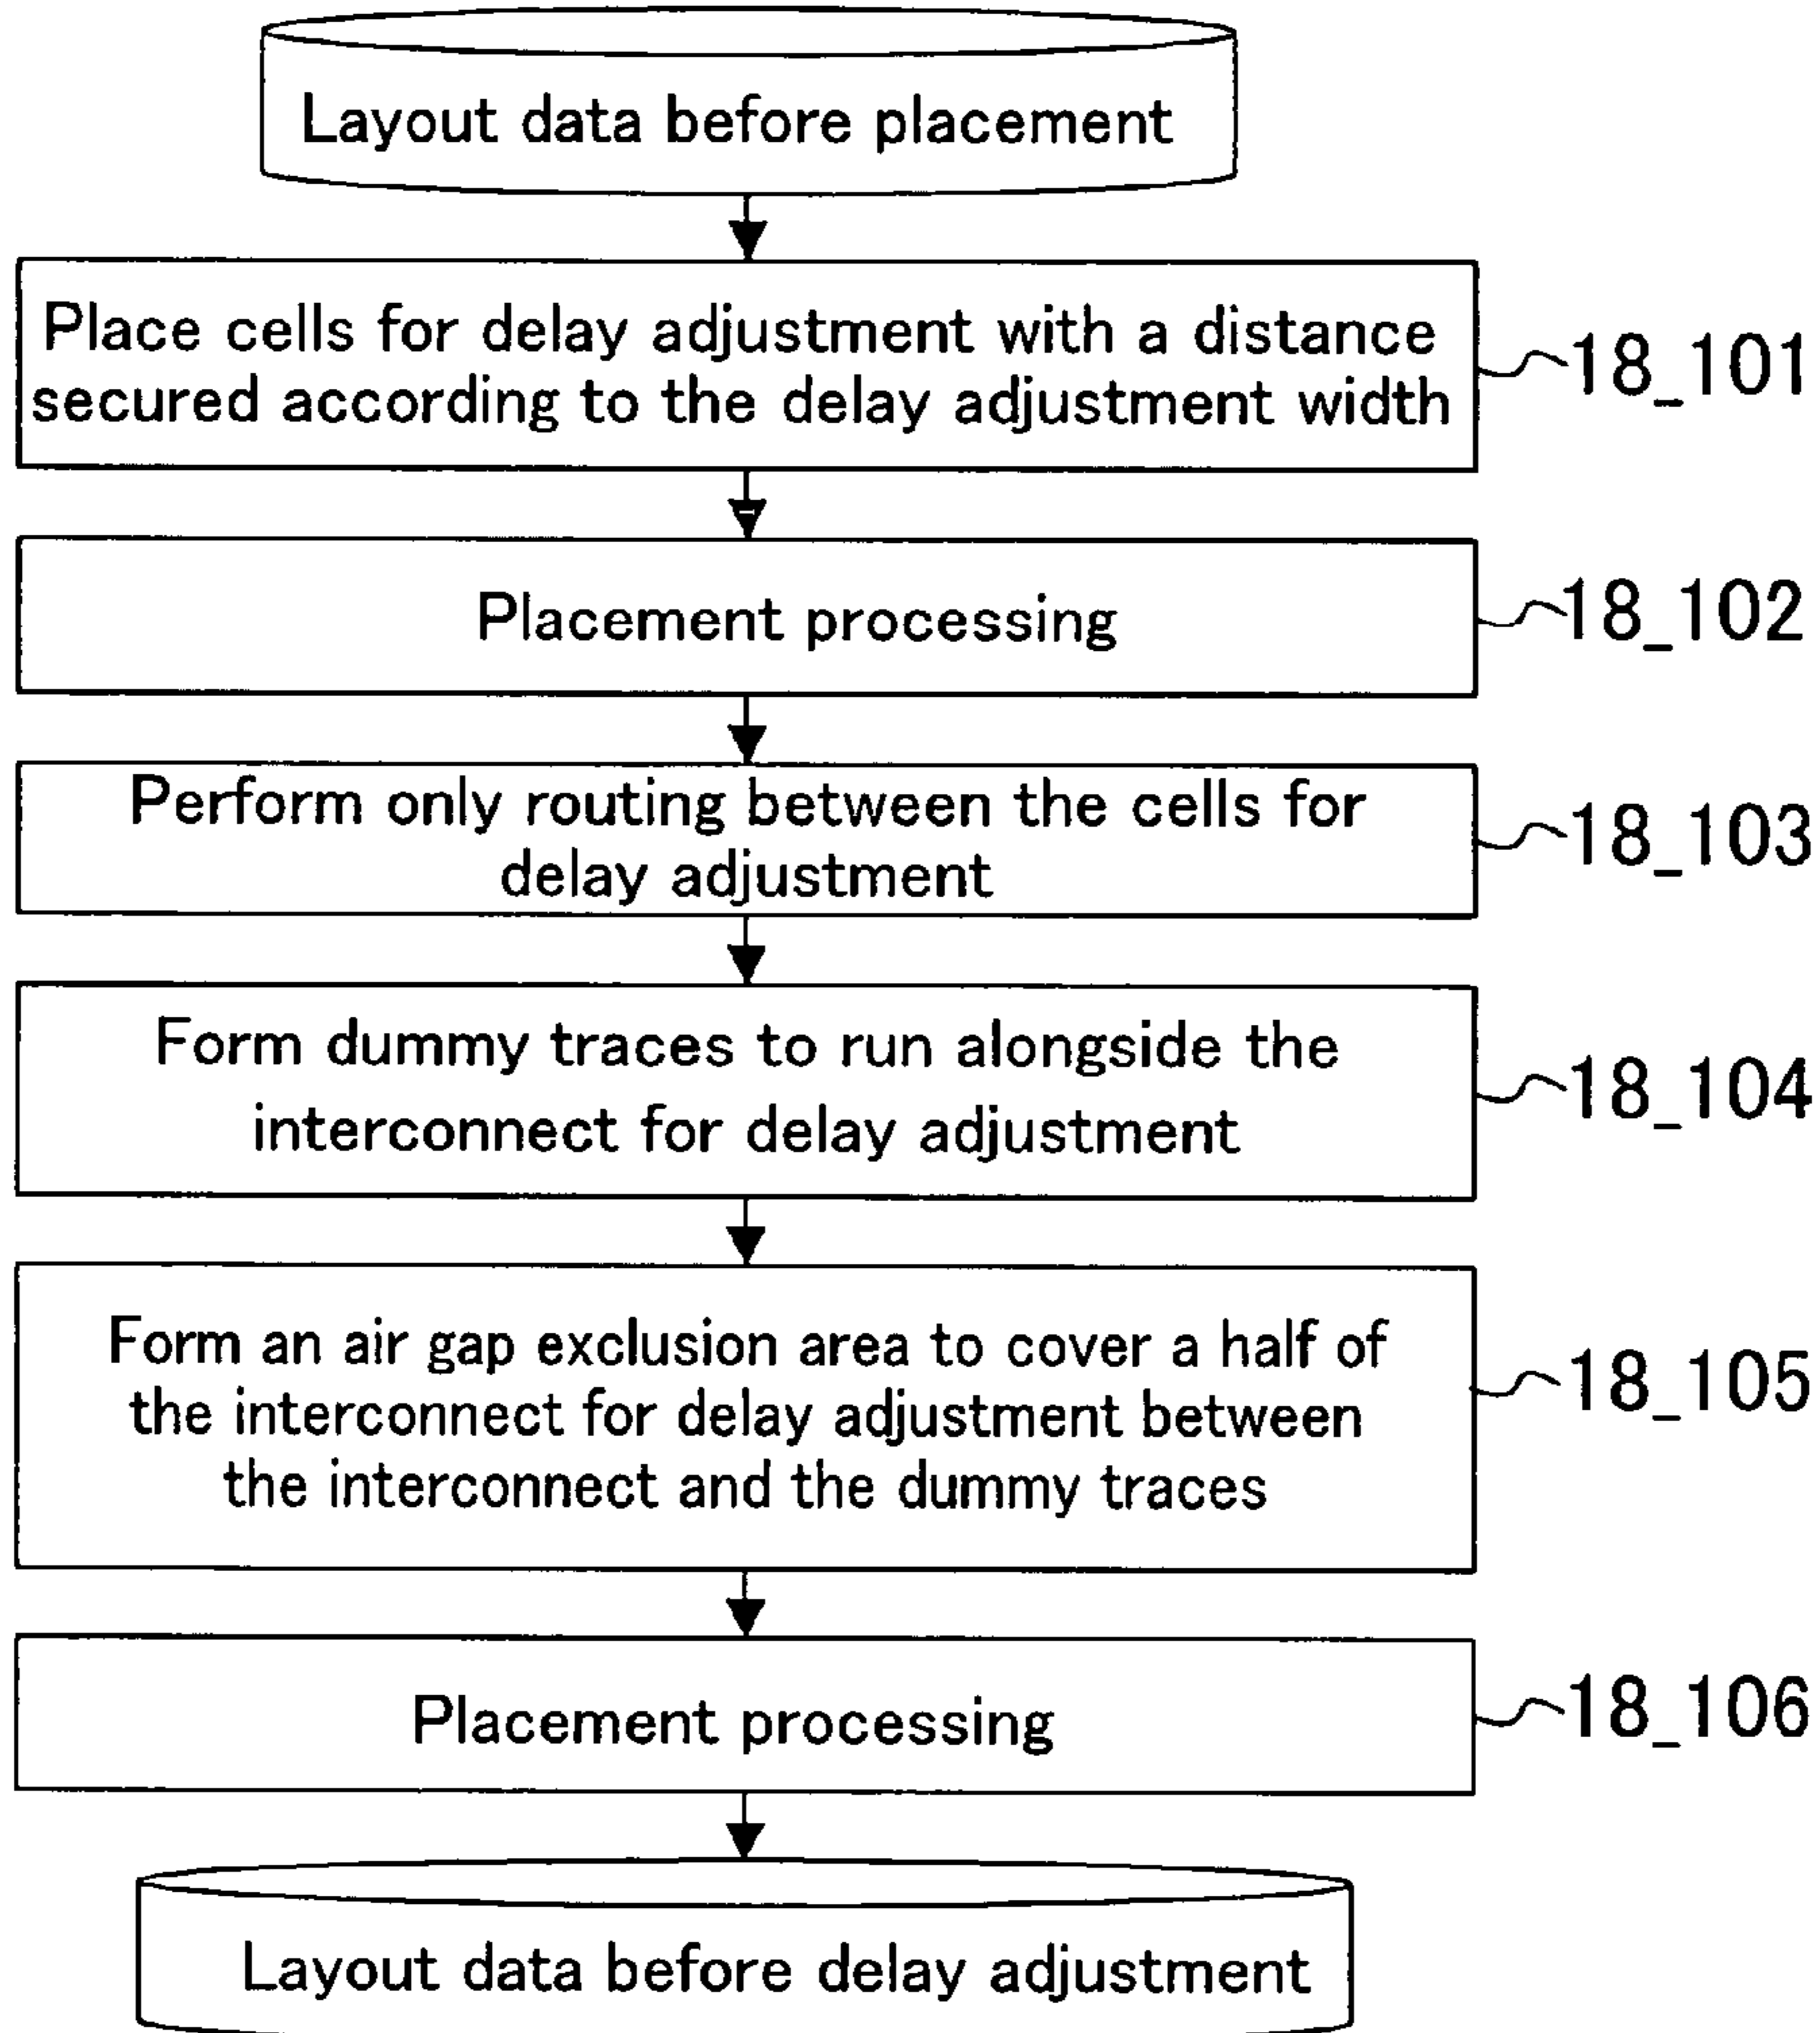 Layout data before placement
Place cells for delay adjustment with a distance
secured according to the delay adjustment width
18_101
Placement processing
18_102
Perform only routing between the cells for
delay adjustment
18_103
Form dummy traces to run alongside the
interconnect for delay adjustment
18_104
Form an air gap exclusion area to cover a half of
the interconnect for delay adjustment between
the interconnect and the dummy traces
18_105
Placement processing
18_106
Layout data before delay adjustment